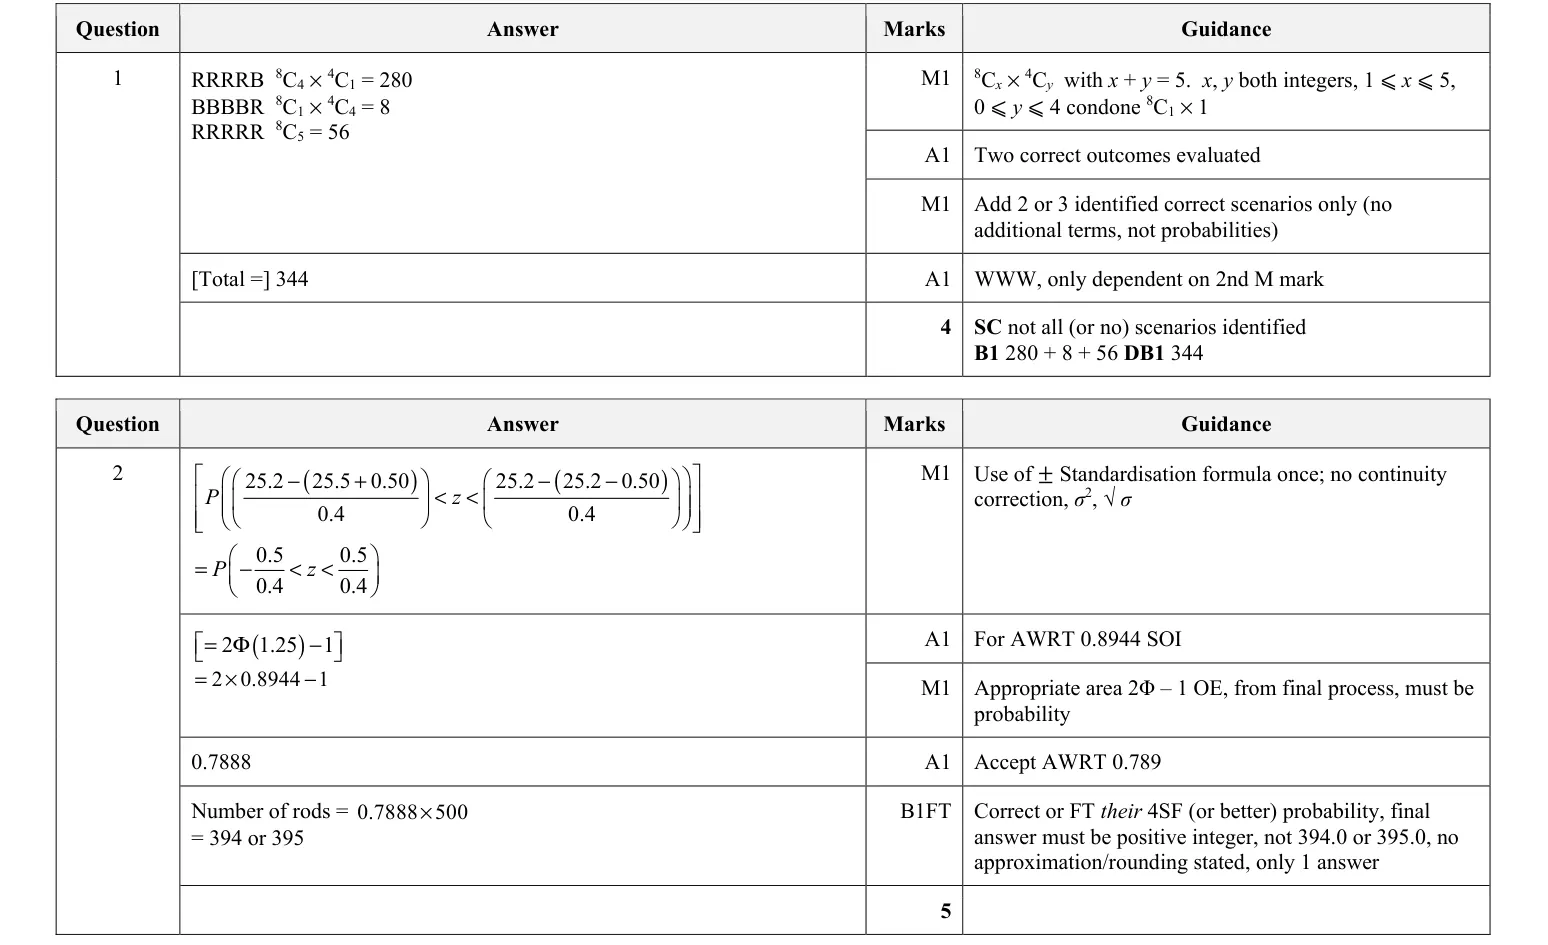 Question Answer Marks Guidance
1 RRRRB ⁸C₄ × ⁴C₁ = 280 M1 ⁸Cₓ × ⁴Cᵧ with x + y = 5. x, y both integers, 1 ⩽ x ⩽ 5,
BBBBR ⁸C₁ × ⁴C₄ = 8 0 ⩽ y ⩽ 4 condone ⁸C₁ × 1
RRRRR ⁸C₅ = 56
A1 Two correct outcomes evaluated
M1 Add 2 or 3 identified correct scenarios only (no
additional terms, not probabilities)
[Total =] 344 A1 WWW, only dependent on 2nd M mark
4 SC not all (or no) scenarios identified
B1 280 + 8 + 56 DB1 344
Question Answer Marks Guidance
2 [P((25.2 − (25.5 + 0.50))/0.4 < z < (25.2 − (25.2 − 0.50))/0.4)] M1 Use of ± Standardisation formula once; no continuity
correction, σ², √σ
= P(−0.5/0.4 < z < 0.5/0.4)
[= 2Φ(1.25) − 1] A1 For AWRT 0.8944 SOI
= 2 × 0.8944 − 1 M1 Appropriate area 2Φ – 1 OE, from final process, must be
probability
0.7888 A1 Accept AWRT 0.789
Number of rods = 0.7888 × 500 B1FT Correct or FT their 4SF (or better) probability, final
= 394 or 395 answer must be positive integer, not 394.0 or 395.0, no
approximation/rounding stated, only 1 answer
5